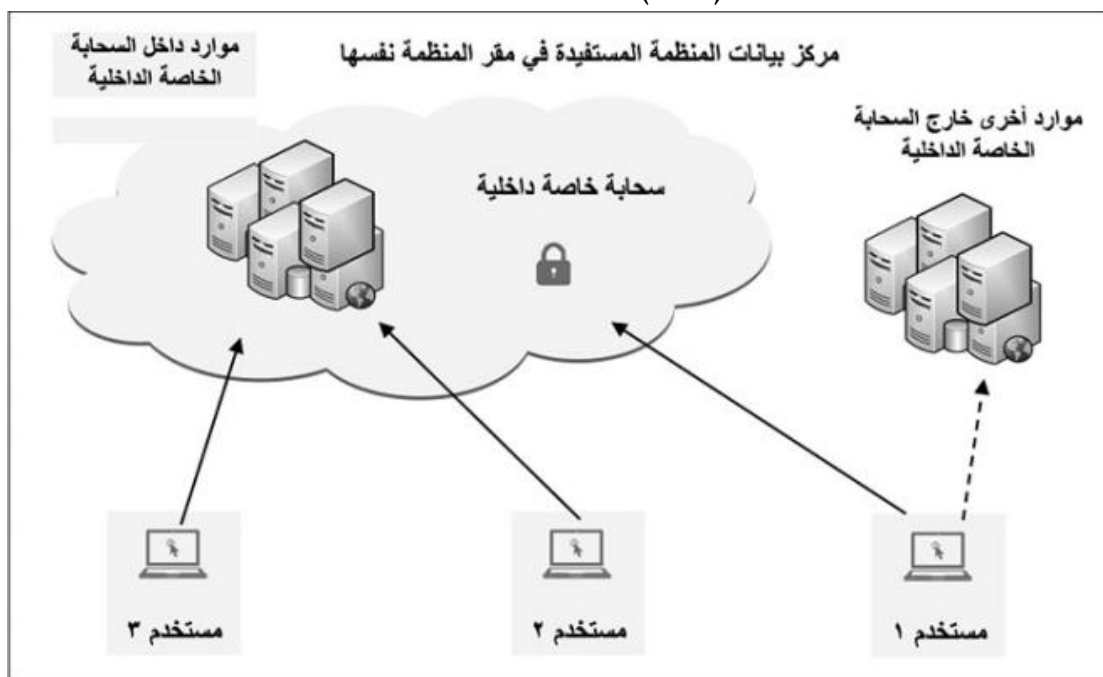 مركز بيانات المنظمة المستفيدة في مقر المنظمة نفسها
موارد داخل السحابة
الخاصة الداخلية
موارد أخرى خارج السحابة
الخاصة الداخلية
سحابة خاصة داخلية
مستخدم ١
مستخدم ٢
مستخدم ٣